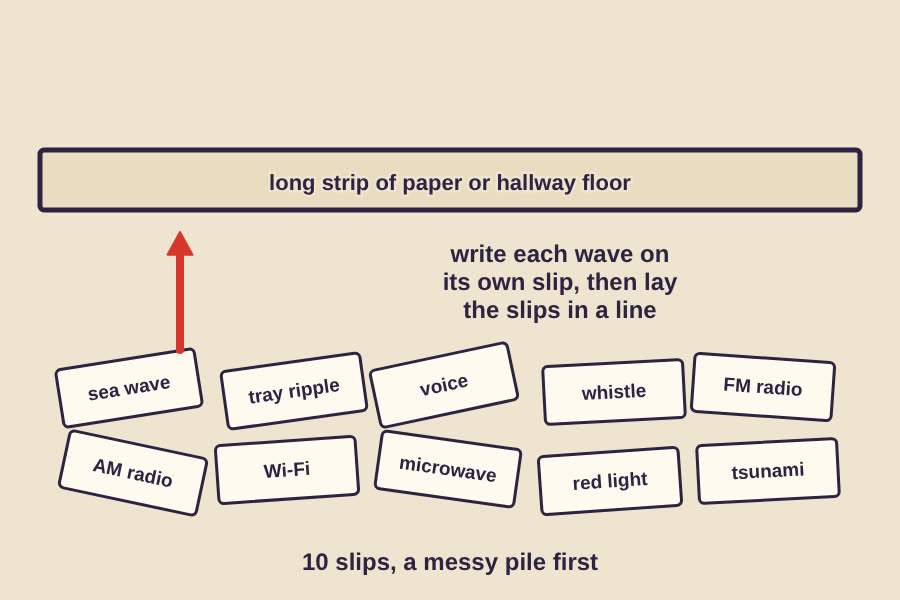 long strip of paper or hallway floor
write each wave on
its own slip, then lay
the slips in a line
sea wave
tray ripple
voice
whistle
FM radio
AM radio
Wi-Fi
microwave
red light
tsunami
10 slips, a messy pile first